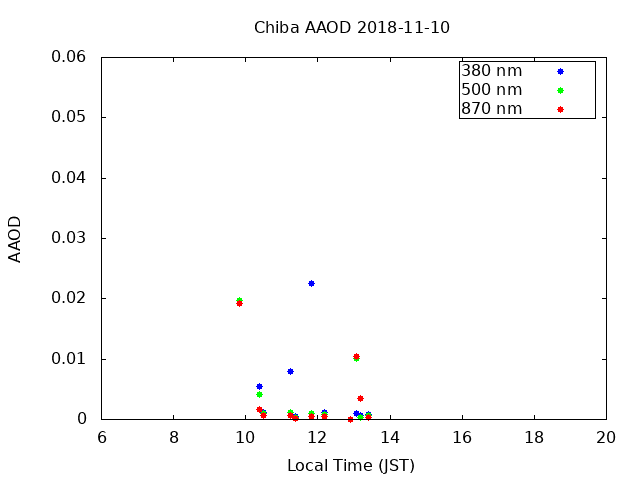 Chiba AAOD 2018-11-10
0.06
0.05
0.04
0.03
0.02
0.01
0
AAOD
380 nm
500 nm
870 nm
6 8 10 12 14 16 18 20
Local Time (JST)